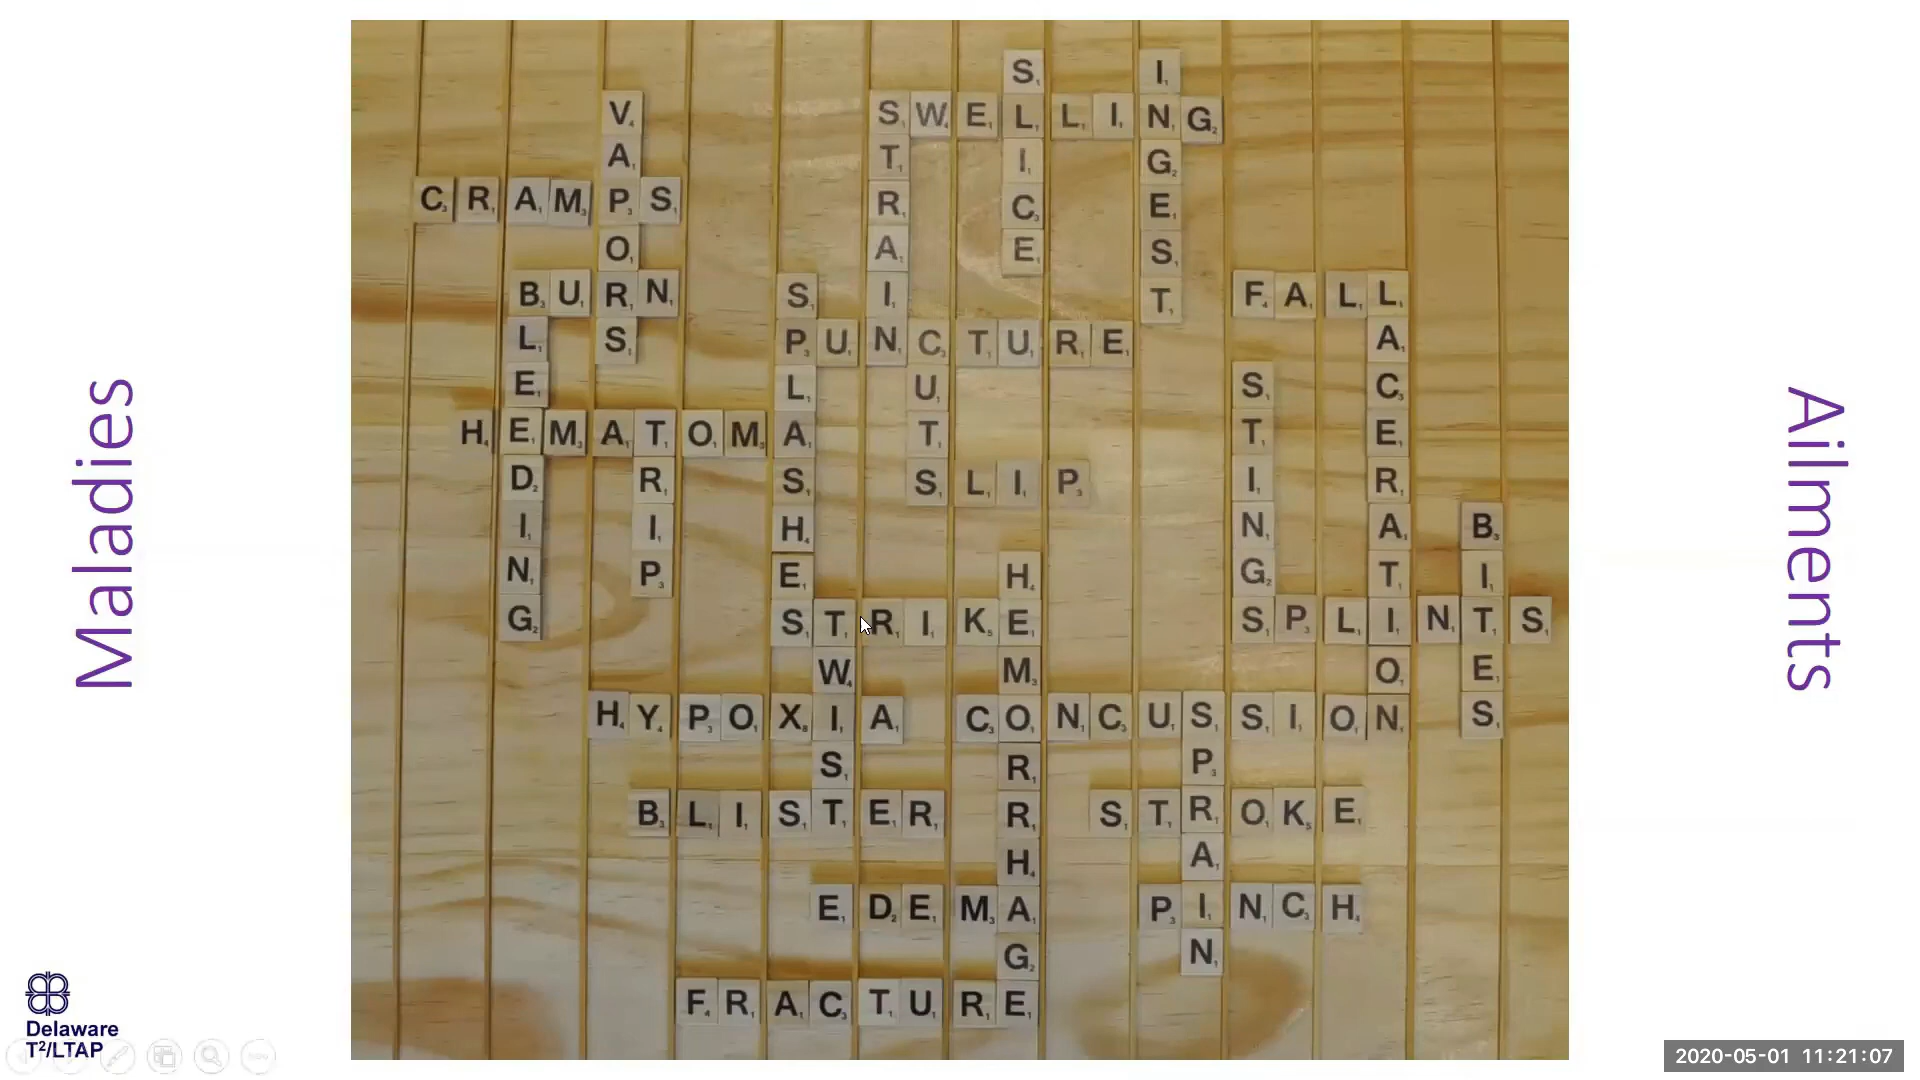 Maladies
Ailments
SLICE
INGEST
VAPORS
SWELLING
STRAIN
CRAMPS
BURN
BLEEDING
SPLASHES
FALL
LACERATION
PUNCTURE
CUTS
STINGS
HEMATOMA
TRIP
SLIP
BITES
HEMORRHAGE
STRIKE
TWIST
SPLINTS
HYPOXIA
CONCUSSION
SPRAIN
BLISTER
STROKE
EDEMA
PINCH
FRACTURE
Delaware
T²/LTAP
2020-05-01 11:21:07